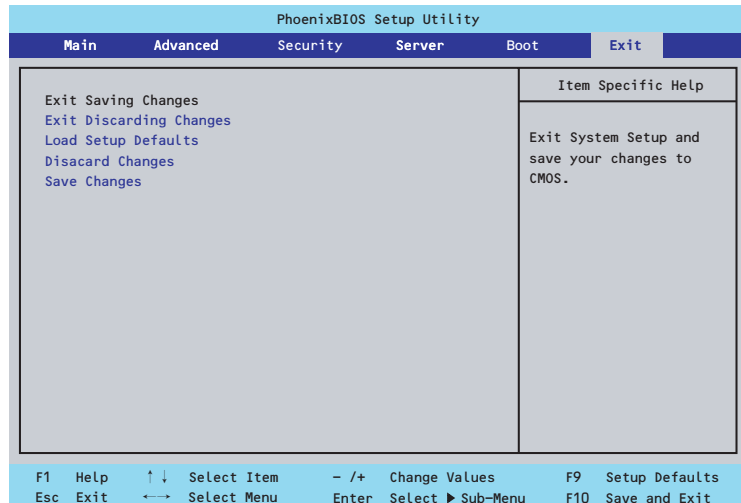 PhoenixBIOS Setup Utility
Main Advanced Security Server Boot Exit
Exit Saving Changes
Exit Discarding Changes
Load Setup Defaults
Disacard Changes
Save Changes
Item Specific Help
Exit System Setup and
save your changes to
CMOS.
F1 Help ↑↓ Select Item – /+ Change Values F9 Setup Defaults
Esc Exit ←→ Select Menu Enter Select ▶ Sub–Menu F10 Save and Exit